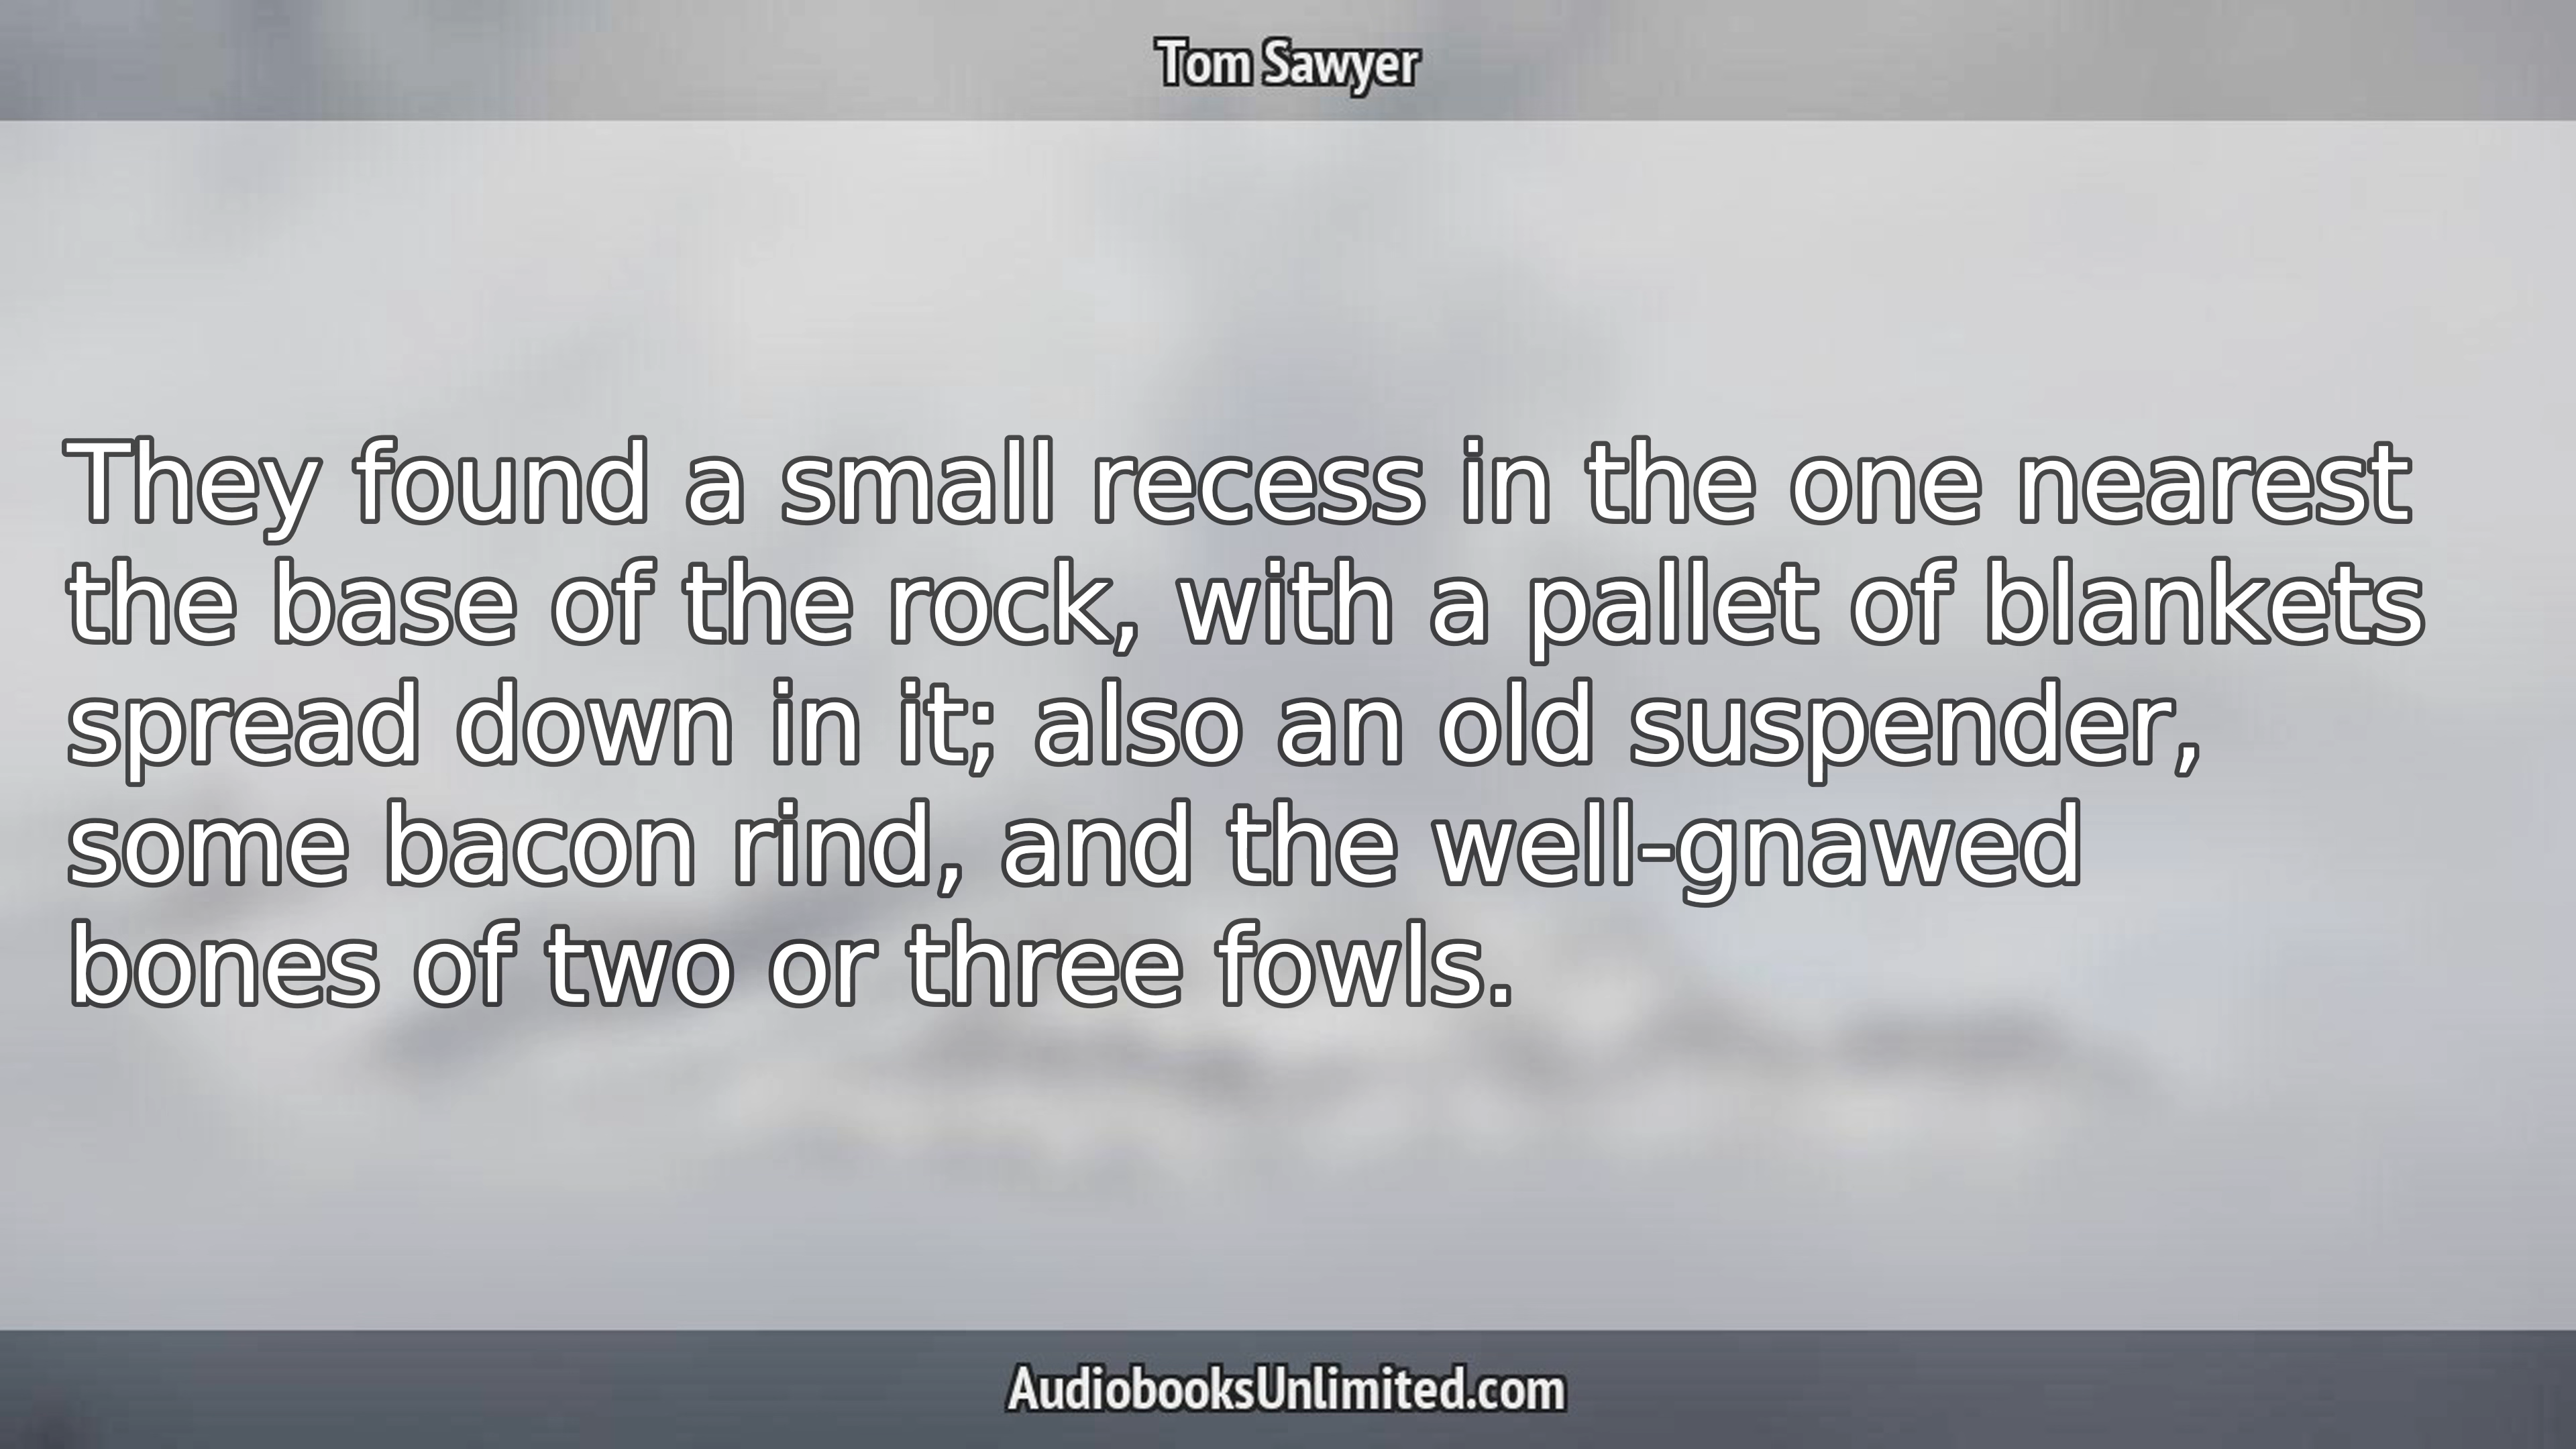 Tom Sawyer
They found a small recess in the one nearest
the base of the rock, with a pallet of blankets
spread down in it; also an old suspender,
some bacon rind, and the well-gnawed
bones of two or three fowls.
AudiobooksUnlimited.com